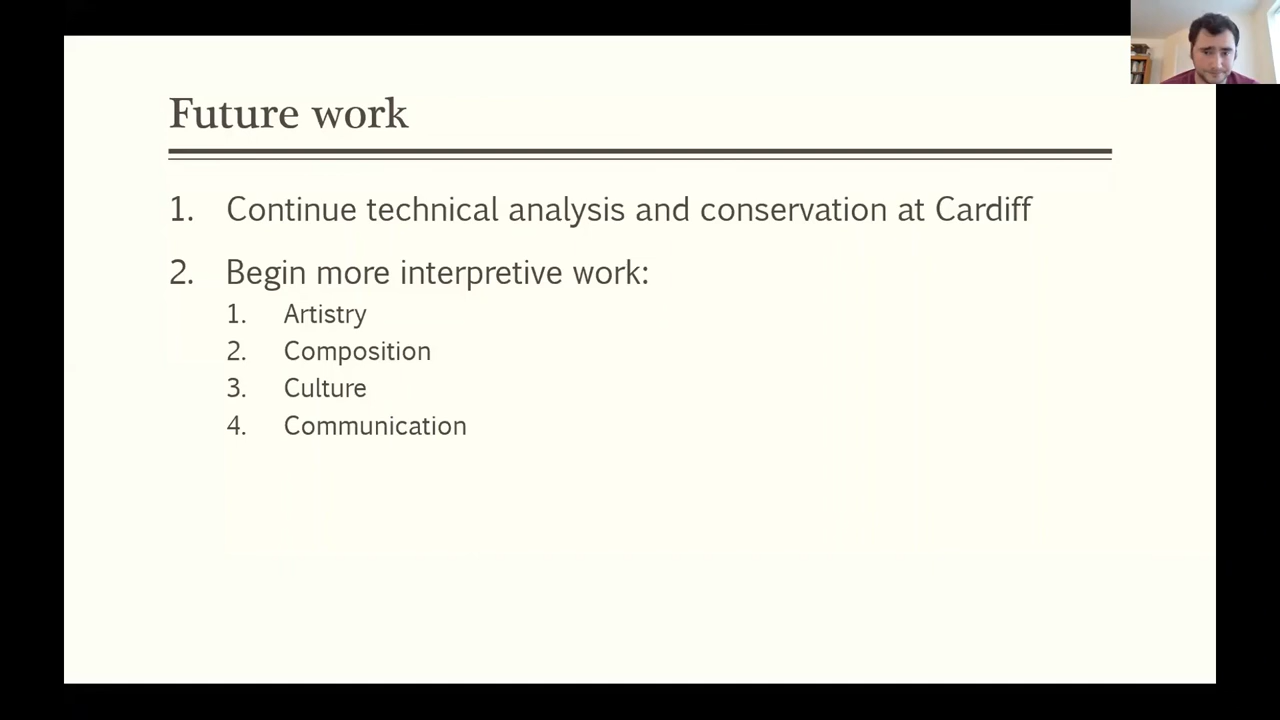 Future work
1. Continue technical analysis and conservation at Cardiff
2. Begin more interpretive work:
1. Artistry
2. Composition
3. Culture
4. Communication